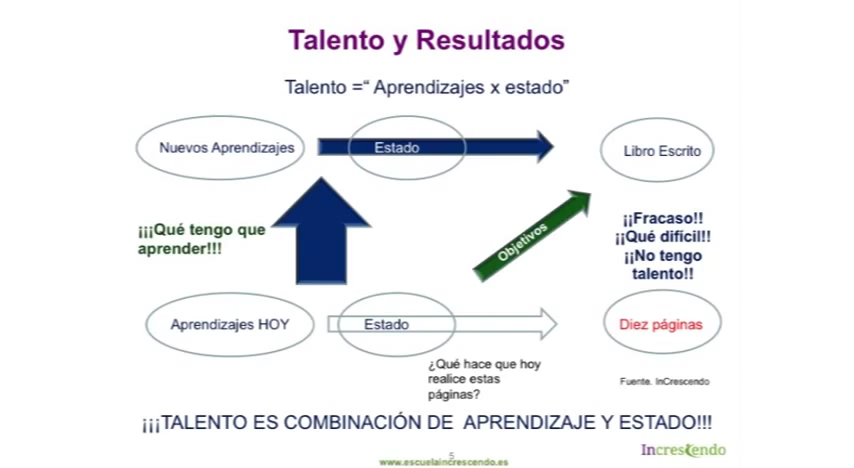 Talento y Resultados
Talento =“ Aprendizajes x estado”
Nuevos Aprendizajes
Estado
Libro Escrito
¡¡¡Qué tengo que
aprender!!!
Objetivos
¡¡Fracaso!!
¡¡Qué difícil!!
¡¡No tengo
talento!!
Aprendizajes HOY
Estado
Diez páginas
¿Qué hace que hoy
realice estas
páginas?
Fuente. InCrescendo
¡¡¡TALENTO ES COMBINACIÓN DE APRENDIZAJE Y ESTADO!!!
5
www.escuelaincrescendo.es
Increscendo